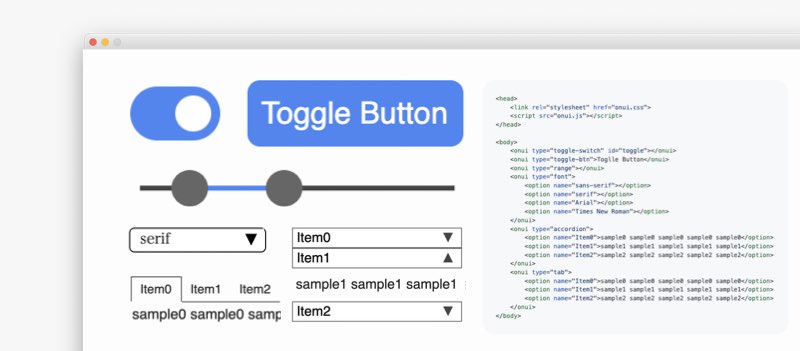 Toggle Button
serif
Item0
Item1
sample1 sample1 sample1
Item2
Item0 Item1 Item2
sample0 sample0 samp
<head>
    <link rel="stylesheet" href="onui.css">
    <script src="onui.js"></script>
</head>
<body>
    <onui type="toggle-switch" id="toggle"></onui>
    <onui type="toggle-btn">Toglle Button</onui>
    <onui type="range"></onui>
    <onui type="font">
        <option name="sans-serif"></option>
        <option name="serif"></option>
        <option name="Arial"></option>
        <option name="Times New Roman"></option>
    </onui>
    <onui type="accordion">
        <option name="Item0">sample0 sample0 sample0 sample0 sample0</option>
        <option name="Item1">sample1 sample1 sample1 sample1 sample1</option>
        <option name="Item2">sample2 sample2 sample2 sample2 sample2</option>
    </onui>
    <onui type="tab">
        <option name="Item0">sample0 sample0 sample0 sample0 sample0</option>
        <option name="Item1">sample1 sample1 sample1 sample1 sample1</option>
        <option name="Item2">sample2 sample2 sample2 sample2 sample2</option>
    </onui>
</body>